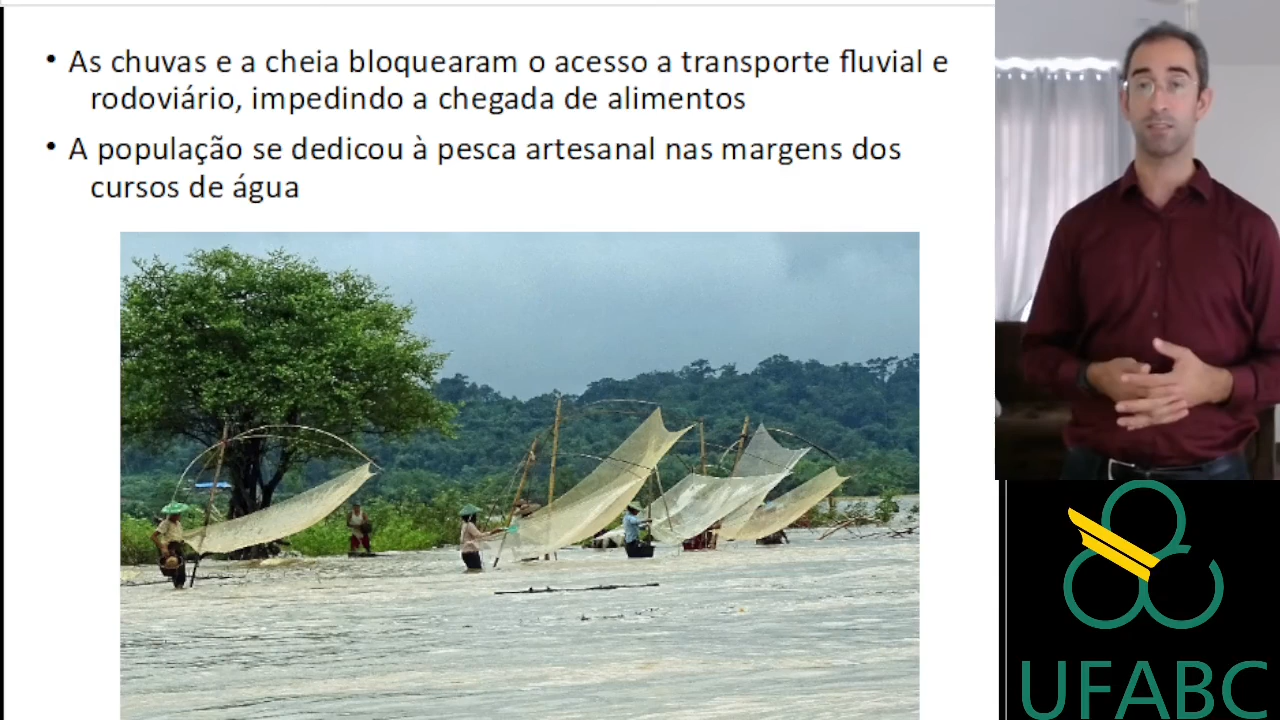 • As chuvas e a cheia bloquearam o acesso a transporte fluvial e
rodoviário, impedindo a chegada de alimentos
• A população se dedicou à pesca artesanal nas margens dos
cursos de água
UFABC